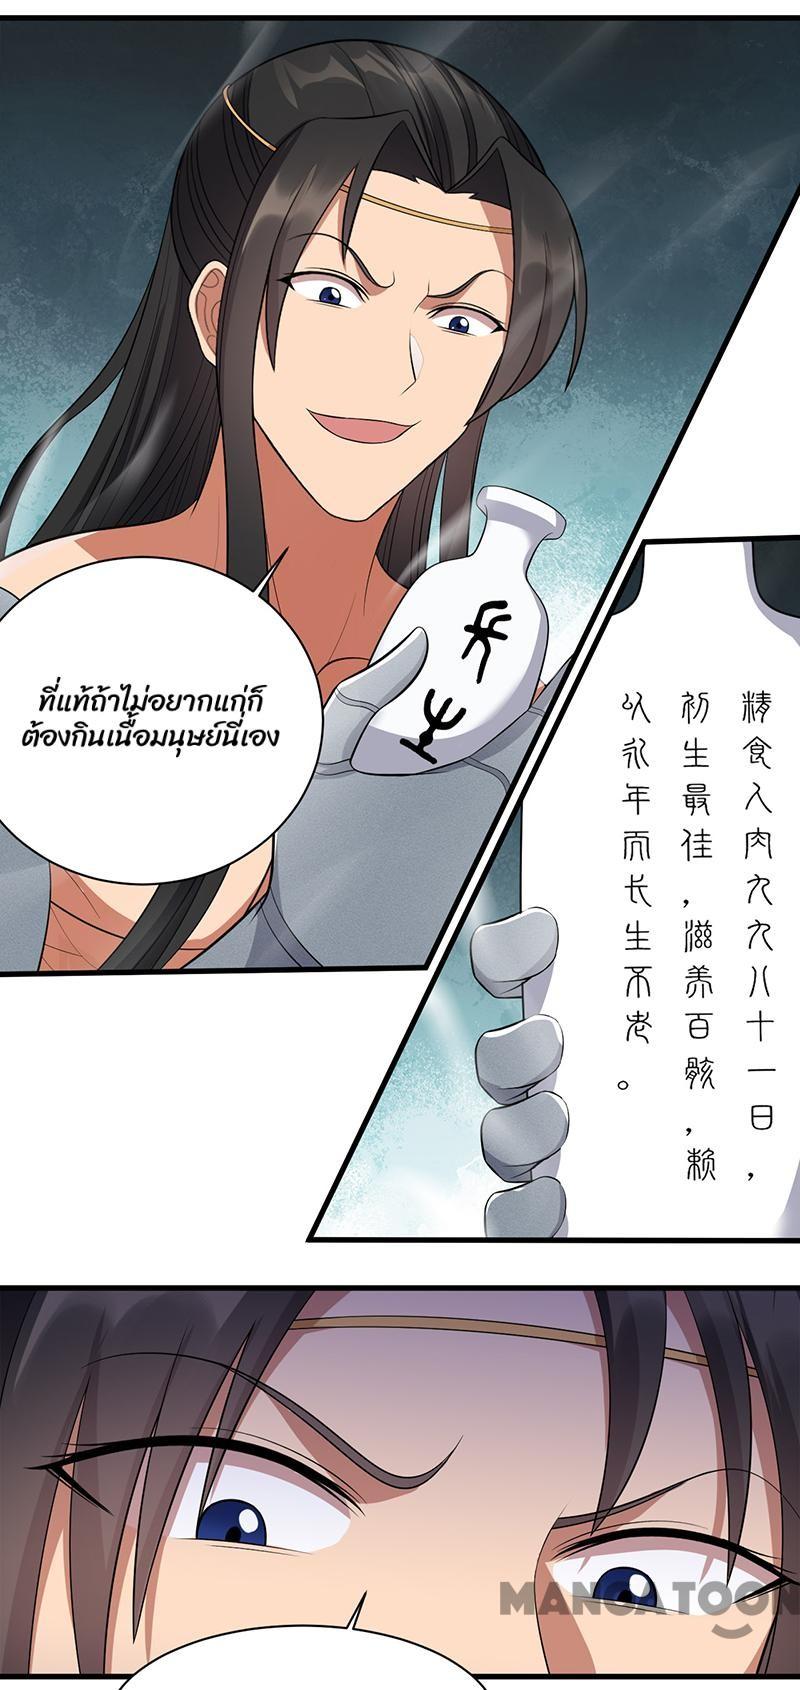 ที่แท้ถ้าไม่อยากแก่ก็
ต้องกินเนื้อมนุษย์นี่เอง
精食人肉九九八十一日，
初生最佳，滋养百骸，赖
以永年而长生不老。
MANGATOON